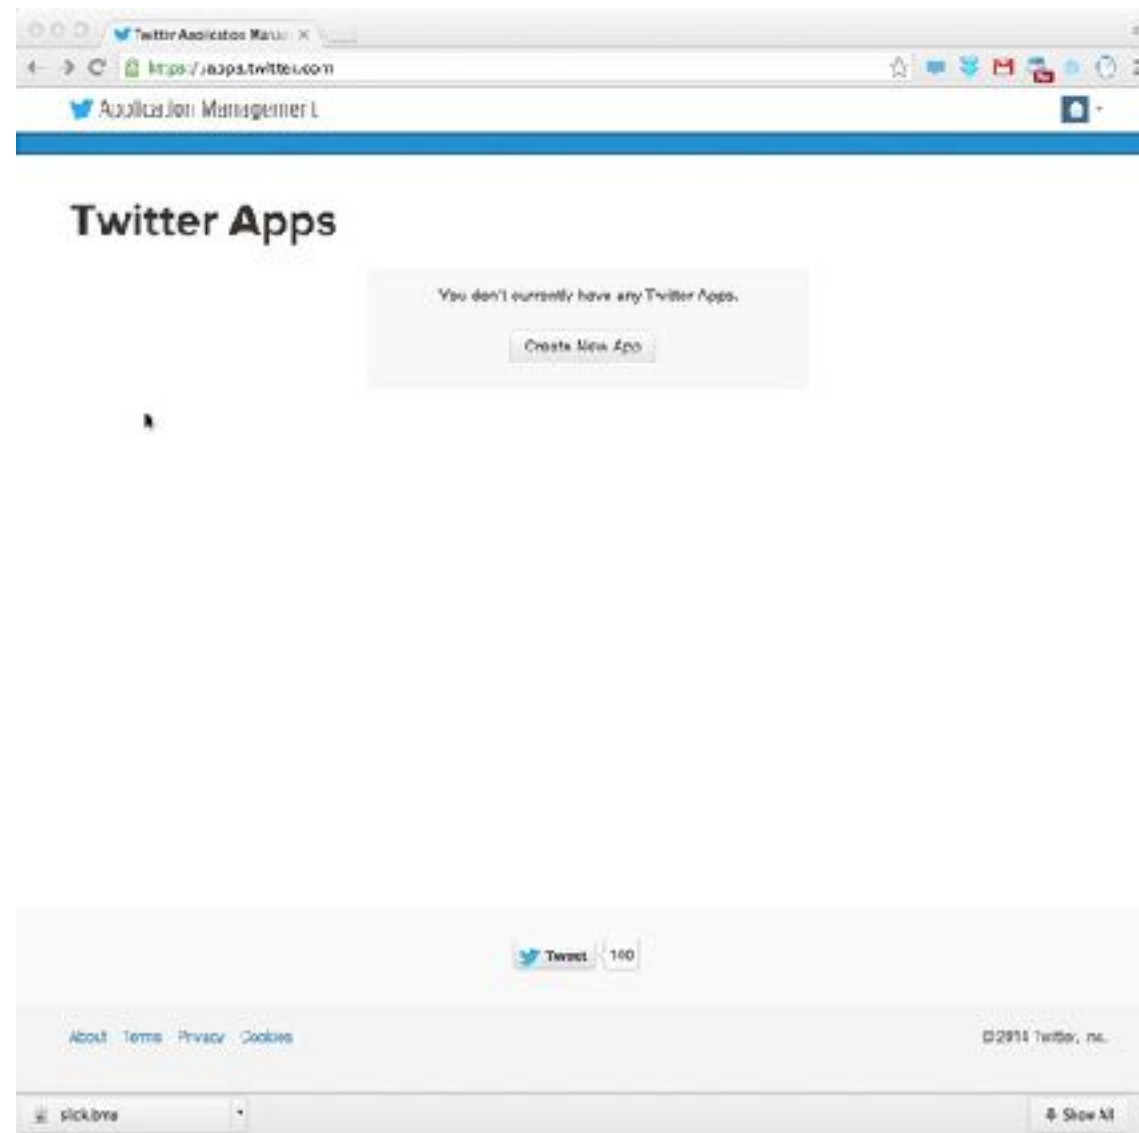 Twitter Application Manag
https://apps.twitter.com
Application Management
Twitter Apps
You don't currently have any Twitter Apps.
Create New App
Tweet 100
About Terms Privacy Cookies
Twitter, Inc.
Show All